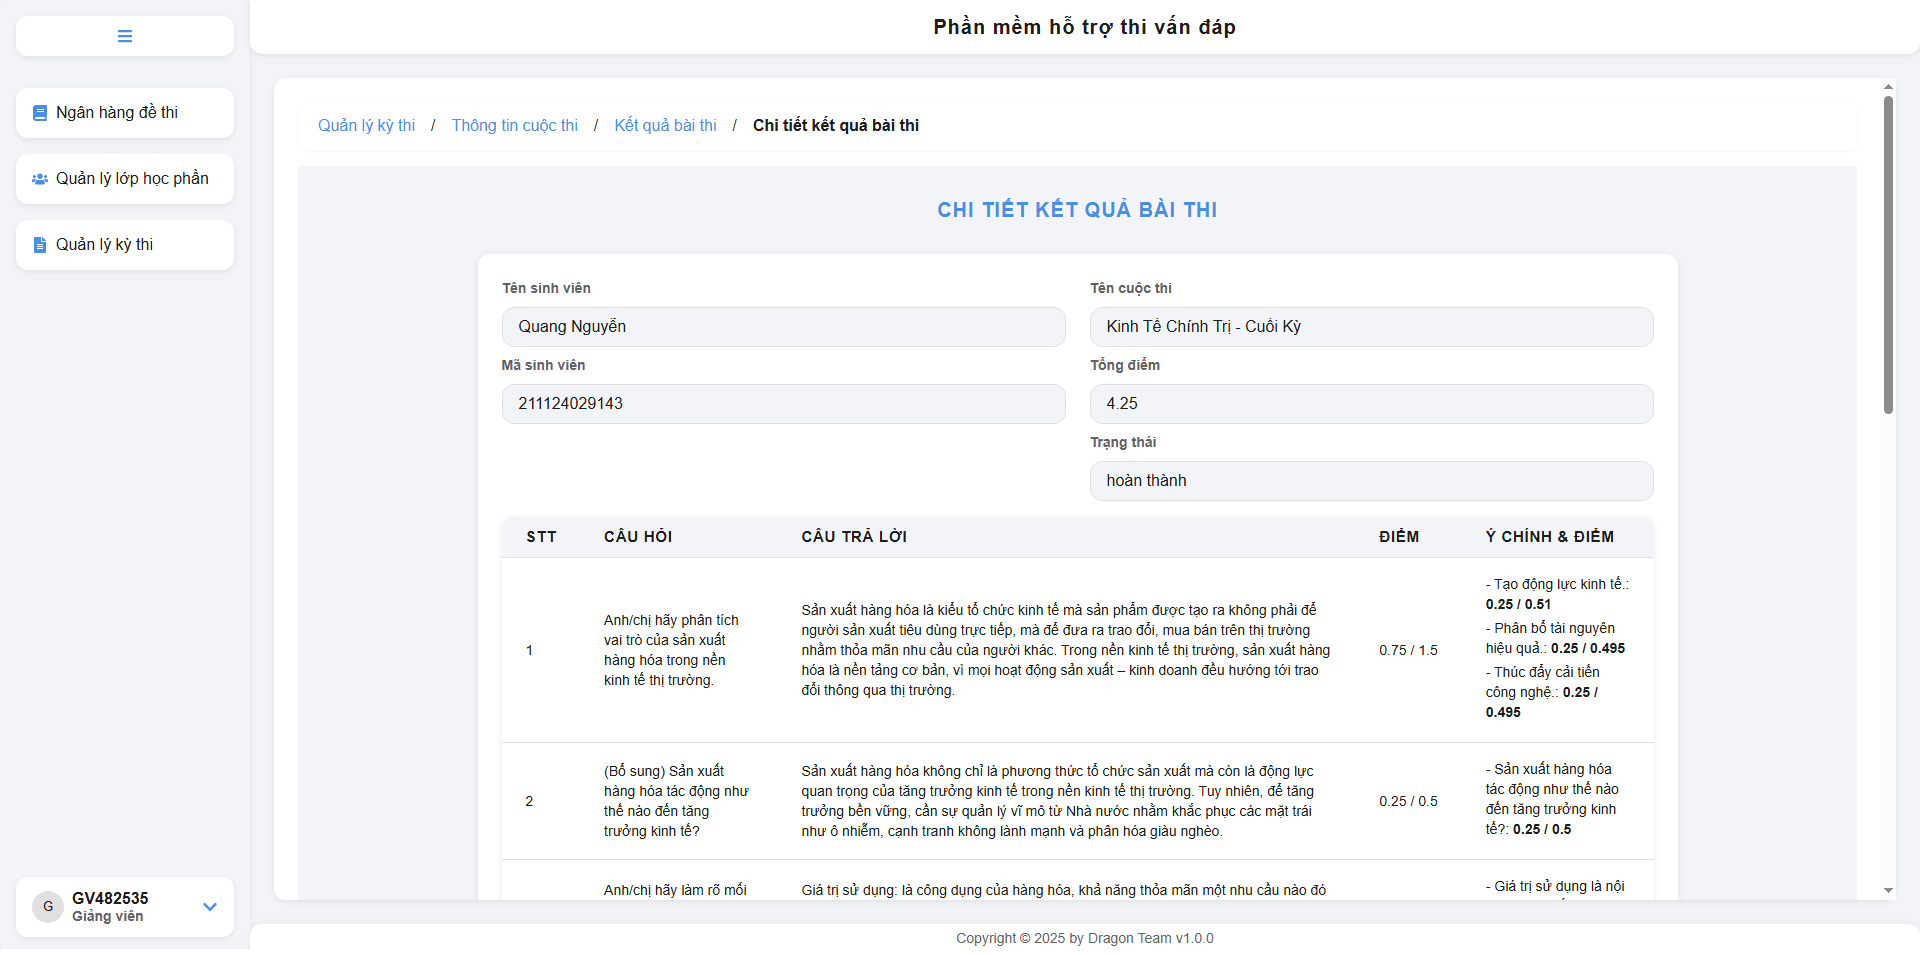 Phần mềm hỗ trợ thi vấn đáp
Ngân hàng đề thi
Quản lý lớp học phần
Quản lý kỳ thi
G
GV482535
Giảng viên
Quản lý kỳ thi / Thông tin cuộc thi / Kết quả bài thi / Chi tiết kết quả bài thi
CHI TIẾT KẾT QUẢ BÀI THI
Tên sinh viên
Quang Nguyễn
Tên cuộc thi
Kinh Tế Chính Trị - Cuối Kỳ
Mã sinh viên
211124029143
Tổng điểm
4.25
Trạng thái
hoàn thành
STT CÂU HỎI CÂU TRẢ LỜI ĐIỂM Ý CHÍNH & ĐIỂM
1
Anh/chị hãy phân tích
vai trò của sản xuất
hàng hóa trong nền
kinh tế thị trường.
Sản xuất hàng hóa là kiểu tổ chức kinh tế mà sản phẩm được tạo ra không phải để
người sản xuất tiêu dùng trực tiếp, mà để đưa ra trao đổi, mua bán trên thị trường
nhằm thỏa mãn nhu cầu của người khác. Trong nền kinh tế thị trường, sản xuất hàng
hóa là nền tảng cơ bản, vì mọi hoạt động sản xuất – kinh doanh đều hướng tới trao
đổi thông qua thị trường.
0.75 / 1.5
- Tạo động lực kinh tế.:
0.25 / 0.51
- Phân bổ tài nguyên
hiệu quả.: 0.25 / 0.495
- Thúc đẩy cải tiến
công nghệ.: 0.25 /
0.495
2
(Bổ sung) Sản xuất
hàng hóa tác động như
thế nào đến tăng
trưởng kinh tế?
Sản xuất hàng hóa không chỉ là phương thức tổ chức sản xuất mà còn là động lực
quan trọng của tăng trưởng kinh tế trong nền kinh tế thị trường. Tuy nhiên, để tăng
trưởng bền vững, cần sự quản lý vĩ mô từ Nhà nước nhằm khắc phục các mặt trái
như ô nhiễm, cạnh tranh không lành mạnh và phân hóa giàu nghèo.
0.25 / 0.5
- Sản xuất hàng hóa
tác động như thế nào
đến tăng trưởng kinh
tế?: 0.25 / 0.5
Anh/chị hãy làm rõ mối
Giá trị sử dụng: là công dụng của hàng hóa, khả năng thỏa mãn một nhu cầu nào đó
- Giá trị sử dụng là nội
Copyright © 2025 by Dragon Team v1.0.0